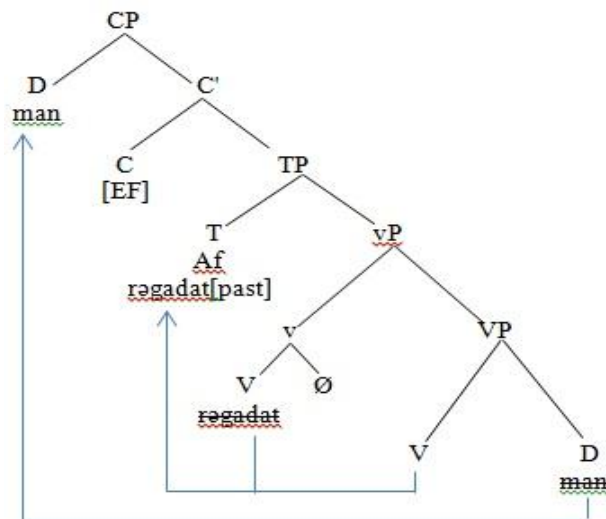 CP
D C'
man
C TP
[EF]
T vP
Af
rəgadat[past]
v VP
V Ø
rəgadat
V D
man